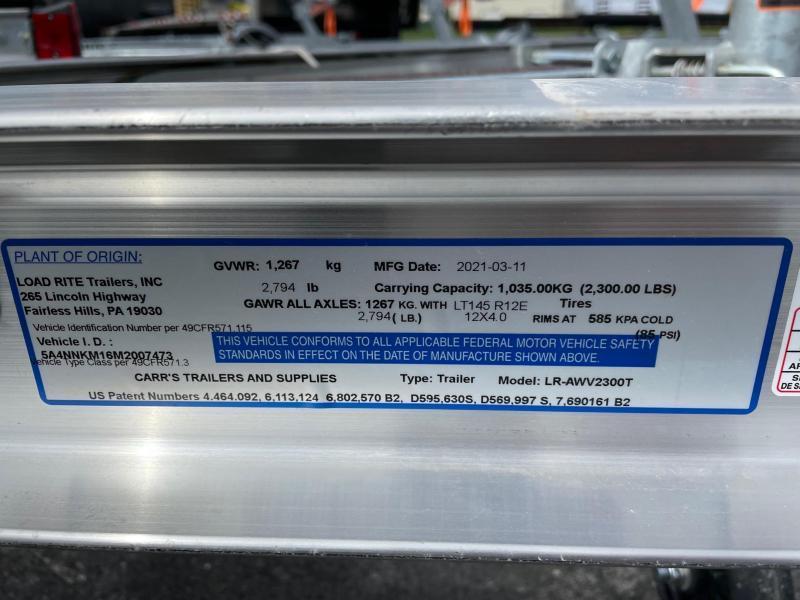 PLANT OF ORIGIN:
LOAD RITE Trailers, INC
265 Lincoln Highway
Fairless Hills, PA 19030
GVWR: 1,267 kg MFG Date: 2021-03-11
2,794 lb Carrying Capacity: 1,035.00KG (2,300.00 LBS)
GAWR ALL AXLES: 1267 KG. WITH LT145 R12E Tires
2,794 ( LB.) 12X4.0 RIMS AT 585 KPA COLD
(85 PSI)
Vehicle Identification Number per 49CFR571.115
Vehicle I.D. :
5A4NNKM16M2007473
Vehicle Type Class per 49CFR571.3
THIS VEHICLE CONFORMS TO ALL APPLICABLE FEDERAL MOTOR VEHICLE SAFETY
STANDARDS IN EFFECT ON THE DATE OF MANUFACTURE SHOWN ABOVE.
CARR'S TRAILERS AND SUPPLIES Type: Trailer Model: LR-AWV2300T
US Patent Numbers 4.464.092, 6,113,124 6,802,570 B2, D595,630S, D569,997 S, 7,690161 B2